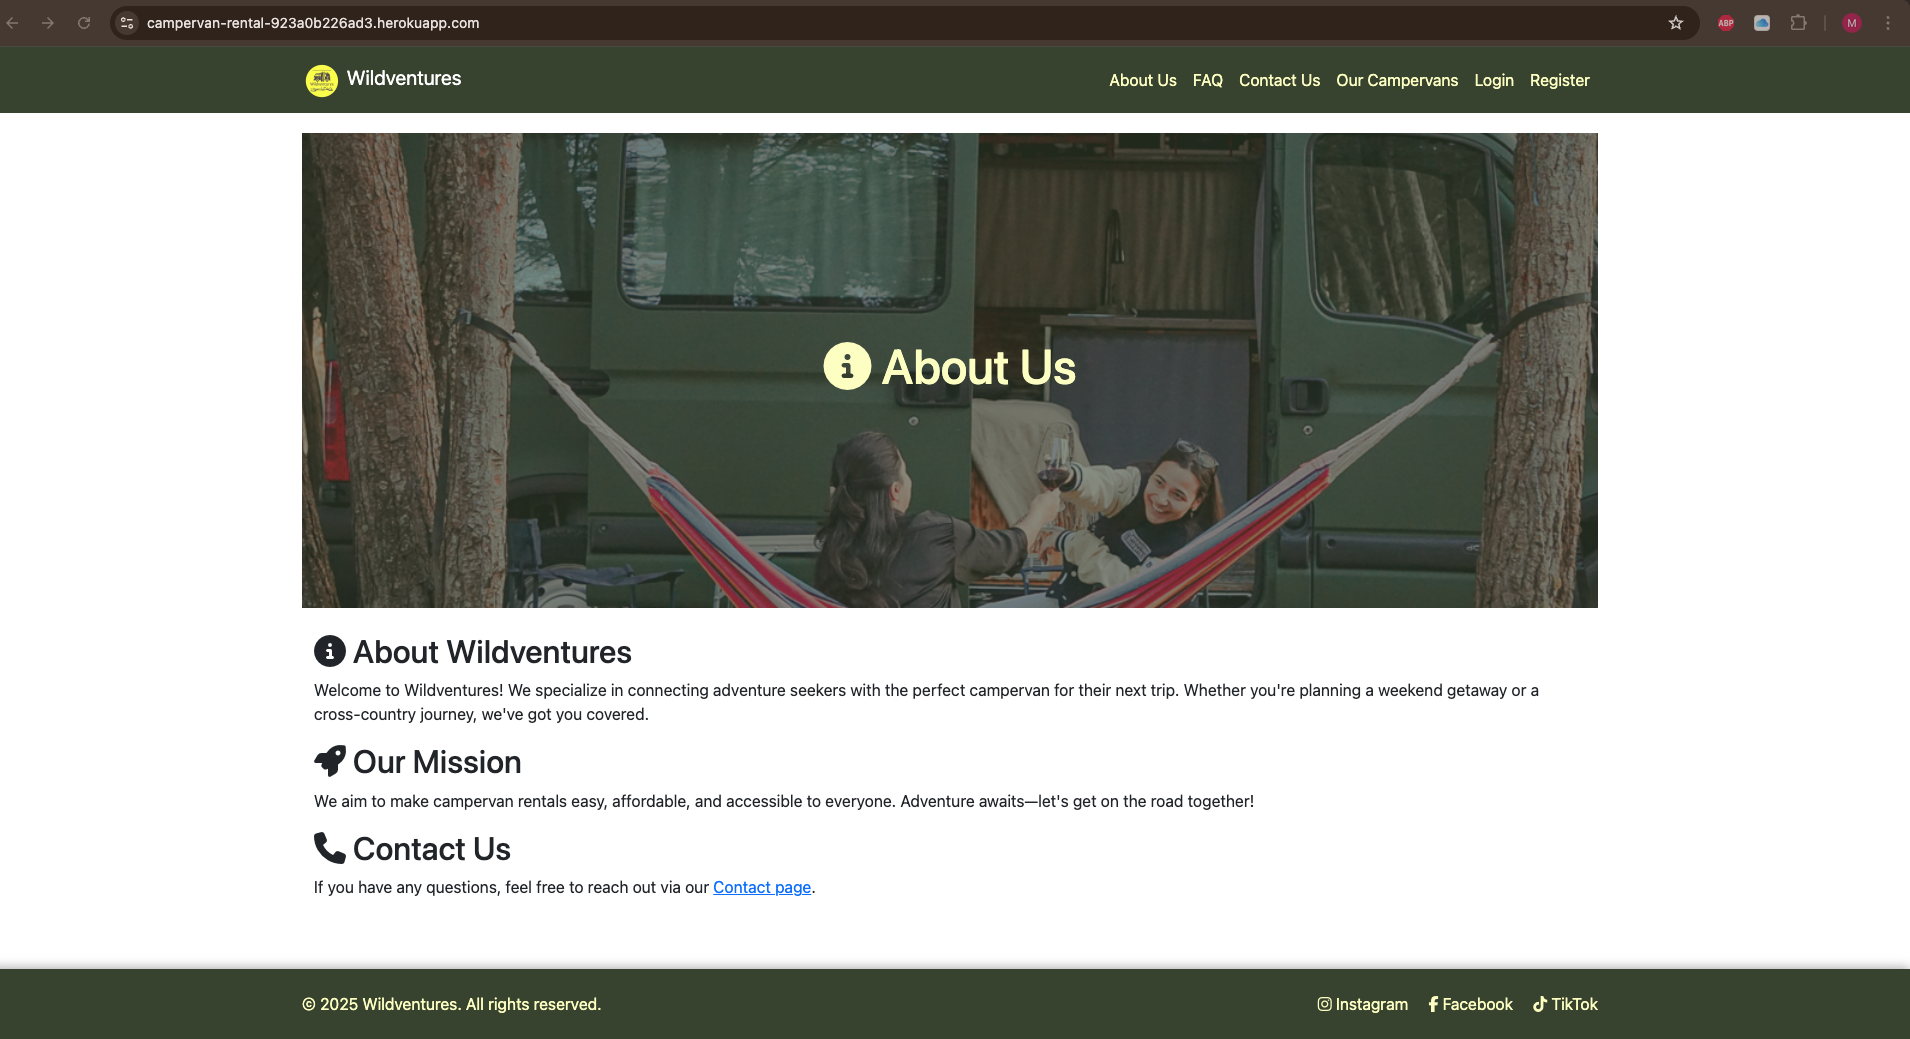 campervan-rental-923a0b226ad3.herokuapp.com
ABP
M
Wildventures
About Us FAQ Contact Us Our Campervans Login Register
About Us
About Wildventures
Welcome to Wildventures! We specialize in connecting adventure seekers with the perfect campervan for their next trip. Whether you're planning a weekend getaway or a
cross-country journey, we've got you covered.
Our Mission
We aim to make campervan rentals easy, affordable, and accessible to everyone. Adventure awaits—let's get on the road together!
Contact Us
If you have any questions, feel free to reach out via our Contact page.
© 2025 Wildventures. All rights reserved.
Instagram Facebook TikTok